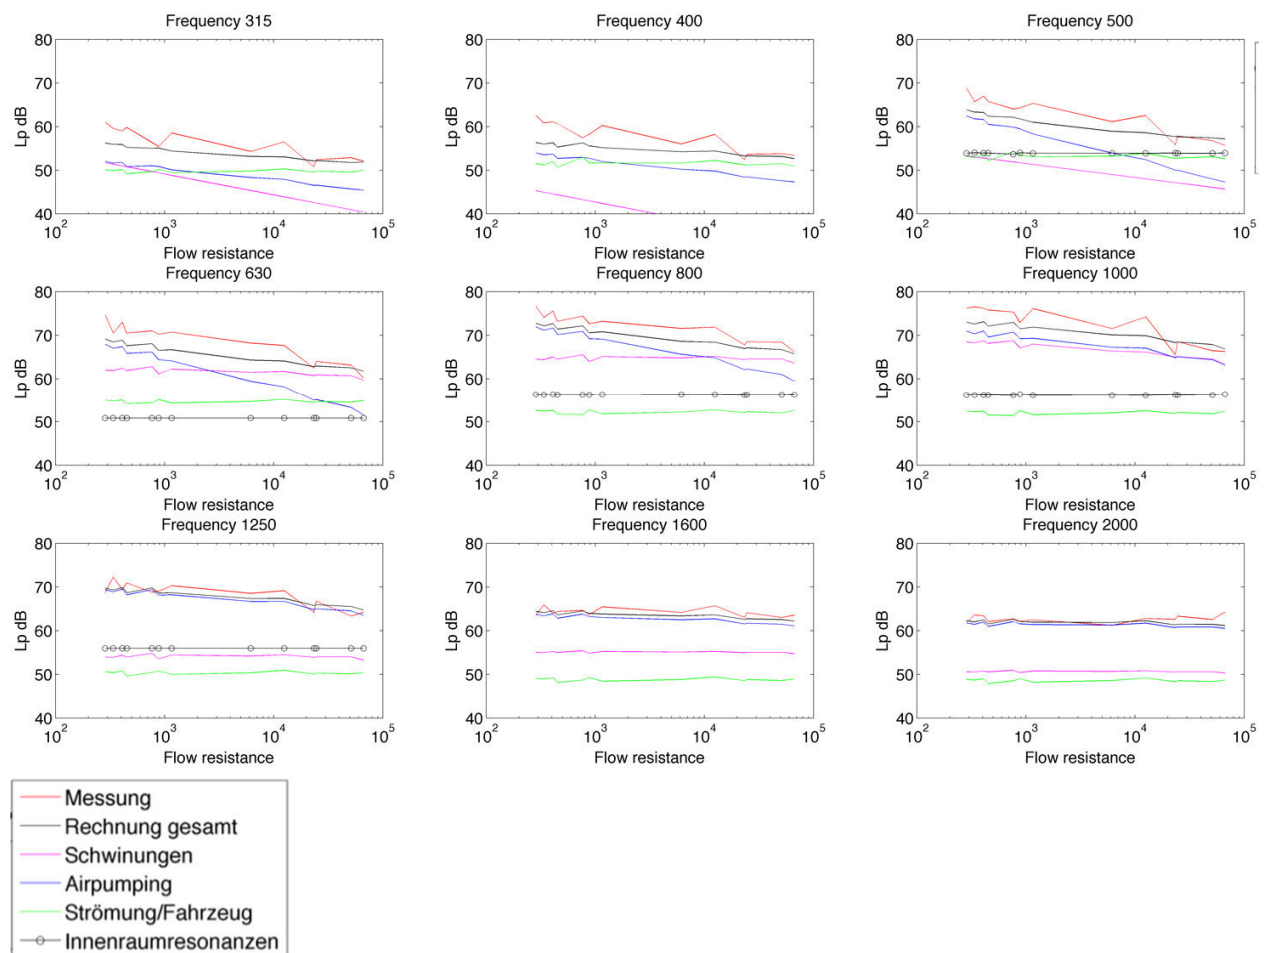 Frequency 315
Frequency 400
Frequency 500
80
70
60
50
40
Lp dB
10^2
10^3
10^4
10^5
Flow resistance
80
70
60
50
40
Lp dB
10^2
10^3
10^4
10^5
Flow resistance
80
70
60
50
40
Lp dB
10^2
10^3
10^4
10^5
Flow resistance
Frequency 630
Frequency 800
Frequency 1000
80
70
60
50
40
Lp dB
10^2
10^3
10^4
10^5
Flow resistance
80
70
60
50
40
Lp dB
10^2
10^3
10^4
10^5
Flow resistance
80
70
60
50
40
Lp dB
10^2
10^3
10^4
10^5
Flow resistance
Frequency 1250
Frequency 1600
Frequency 2000
80
70
60
50
40
Lp dB
10^2
10^3
10^4
10^5
Flow resistance
80
70
60
50
40
Lp dB
10^2
10^3
10^4
10^5
Flow resistance
80
70
60
50
40
Lp dB
10^2
10^3
10^4
10^5
Flow resistance
Messung
Rechnung gesamt
Schwinungen
Airpumping
Strömung/Fahrzeug
Innenraumresonanzen